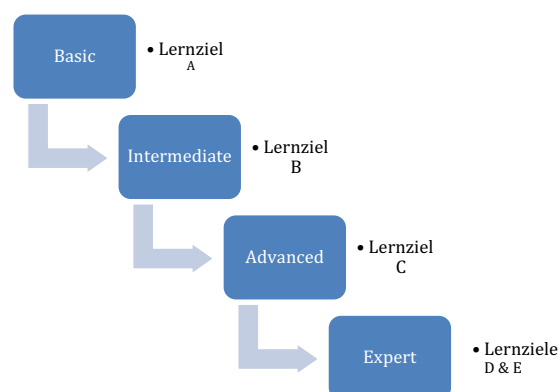 Basic
• Lernziel
A
Intermediate
• Lernziel
B
Advanced
• Lernziel
C
Expert
• Lernziele
D & E